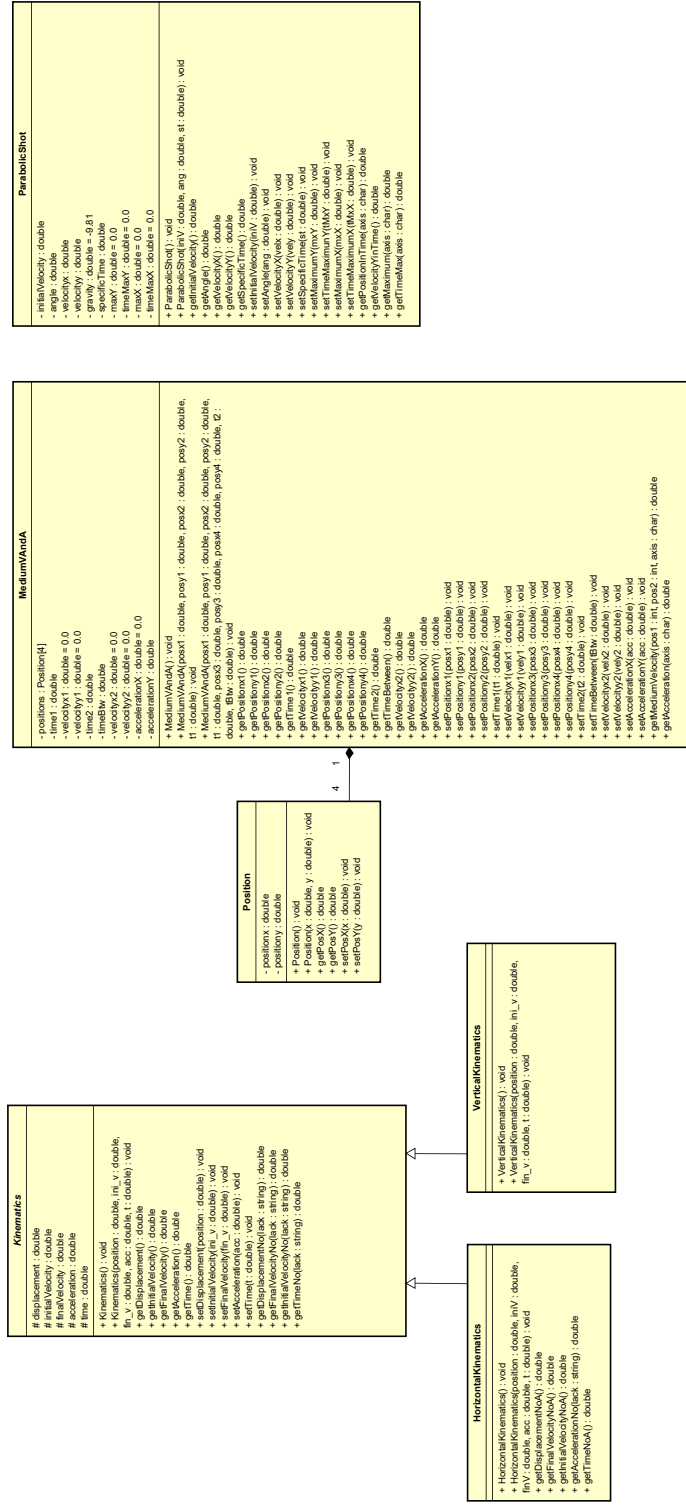 Kinematics
# displacement : double
# initialVelocity : double
# finalVelocity : double
# acceleration : double
# time : double
+ Kinematics() : void
+ Kinematics(position : double, ini_v : double,
fin_v : double, acc : double, t : double) : void
+ getDisplacement() : double
+ getInitialVelocity() : double
+ getFinalVelocity() : double
+ getAcceleration() : double
+ getTime() : double
+ setDisplacement(position : double) : void
+ setInitialVelocity(ini_v : double) : void
+ setFinalVelocity(fin_v : double) : void
+ setAcceleration(acc : double) : void
+ setTime(t : double) : void
+ getDisplacementNo(lack : string) : double
+ getFinalVelocityNo(lack : string) : double
+ getInitialVelocityNo(lack : string) : double
+ getTimeNo(lack : string) : double
HorizontalKinematics
+ HorizontalKinematics() : void
+ HorizontalKinematics(position : double, iniV : double,
finV : double, acc : double, t : double) : void
+ getDisplacementNoA() : double
+ getFinalVelocityNoA() : double
+ getInitialVelocityNoA() : double
+ getAccelerationNo(lack : string) : double
+ getTimeNoA() : double
VerticalKinematics
+ VerticalKinematics() : void
+ VerticalKinematics(position : double, ini_v : double,
fin_v : double, t : double) : void
Position
- positionx : double
- positiony : double
+ Position() : void
+ Position(x : double, y : double) : void
+ getPosX() : double
+ getPosY() : double
+ setPosX(x : double) : void
+ setPosY(y : double) : void
4
1
MediumVAndA
- positions : Position[4]
- time1 : double
- velocityx1 : double = 0.0
- velocityy1 : double = 0.0
- time2 : double
- timeBtw : double
- velocityx2 : double = 0.0
- velocityy2 : double = 0.0
- accelerationX : double = 0.0
- accelerationY : double
+ MediumVAndA() : void
+ MediumVAndA(posx1 : double, posy1 : double, posx2 : double, posy2 : double,
t1 : double) : void
+ MediumVAndA(posx1 : double, posy1 : double, posx2 : double, posy2 : double,
t1 : double, posx3 : double, posy3 : double, posx4 : double, posy4 : double, t2 :
double, tBtw : double) : void
+ getPositionx1() : double
+ getPositiony1() : double
+ getPositionx2() : double
+ getPositiony2() : double
+ getTime1() : double
+ getVelocityx1() : double
+ getVelocityy1() : double
+ getPositionx3() : double
+ getPositiony3() : double
+ getPositionx4() : double
+ getPositiony4() : double
+ getTime2() : double
+ getTimeBetween() : double
+ getVelocityx2() : double
+ getVelocityy2() : double
+ getAccelerationX() : double
+ getAccelerationY() : double
+ setPositionx1(posx1 : double) : void
+ setPositiony1(posy1 : double) : void
+ setPositionx2(posx2 : double) : void
+ setPositiony2(posy2 : double) : void
+ setTime1(t1 : double) : void
+ setVelocityx1(velx1 : double) : void
+ setVelocityy1(vely1 : double) : void
+ setPositionx3(posx3 : double) : void
+ setPositiony3(posy3 : double) : void
+ setPositionx4(posx4 : double) : void
+ setPositiony4(posy4 : double) : void
+ setTime2(t2 : double) : void
+ setTimeBetween(tBtw : double) : void
+ setVelocityx2(velx2 : double) : void
+ setVelocityy2(vely2 : double) : void
+ setAccelerationX(acc : double) : void
+ setAccelerationY(acc : double) : void
+ getMediumVelocity(pos1 : int, pos2 : int, axis : char) : double
+ getAcceleration(axis : char) : double
ParabolicShot
- initialVelocity : double
- angle : double
- velocityx : double
- velocityy : double
- gravity : double = -9.81
- specificTime : double
- maxY : double = 0.0
- timeMaxY : double = 0.0
- maxX : double = 0.0
- timeMaxX : double = 0.0
+ ParabolicShot() : void
+ ParabolicShot(iniV : double, ang : double, st : double) : void
+ getInitialVelocity() : double
+ getAngle() : double
+ getVelocityX() : double
+ getVelocityY() : double
+ getSpecificTime() : double
+ setInitialVelocity(iniV : double) : void
+ setAngle(ang : double) : void
+ setVelocityX(velx : double) : void
+ setVelocityY(vely : double) : void
+ setSpecificTime(st : double) : void
+ setMaximumY(mxY : double) : void
+ setTimeMaximunY(tMxY : double) : void
+ setMaximumX(mxX : double) : void
+ setTimeMaximumX(tMxX : double) : void
+ getPositionInTime(axis : char) : double
+ getVelocityYInTime() : double
+ getMaximum(axis : char) : double
+ getTimeMax(axis : char) : double